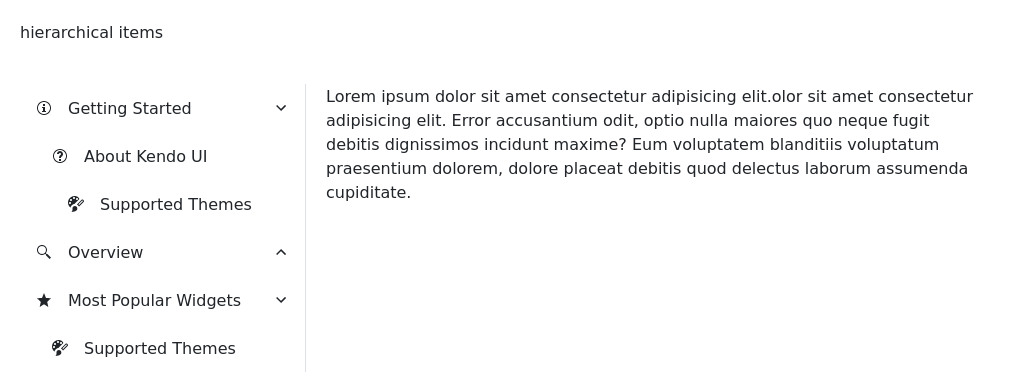 hierarchical items
Getting Started
About Kendo UI
Supported Themes
Overview
Most Popular Widgets
Supported Themes
Lorem ipsum dolor sit amet consectetur adipisicing elit.olor sit amet consectetur
adipisicing elit. Error accusantium odit, optio nulla maiores quo neque fugit
debitis dignissimos incidunt maxime? Eum voluptatem blanditiis voluptatum
praesentium dolorem, dolore placeat debitis quod delectus laborum assumenda
cupiditate.